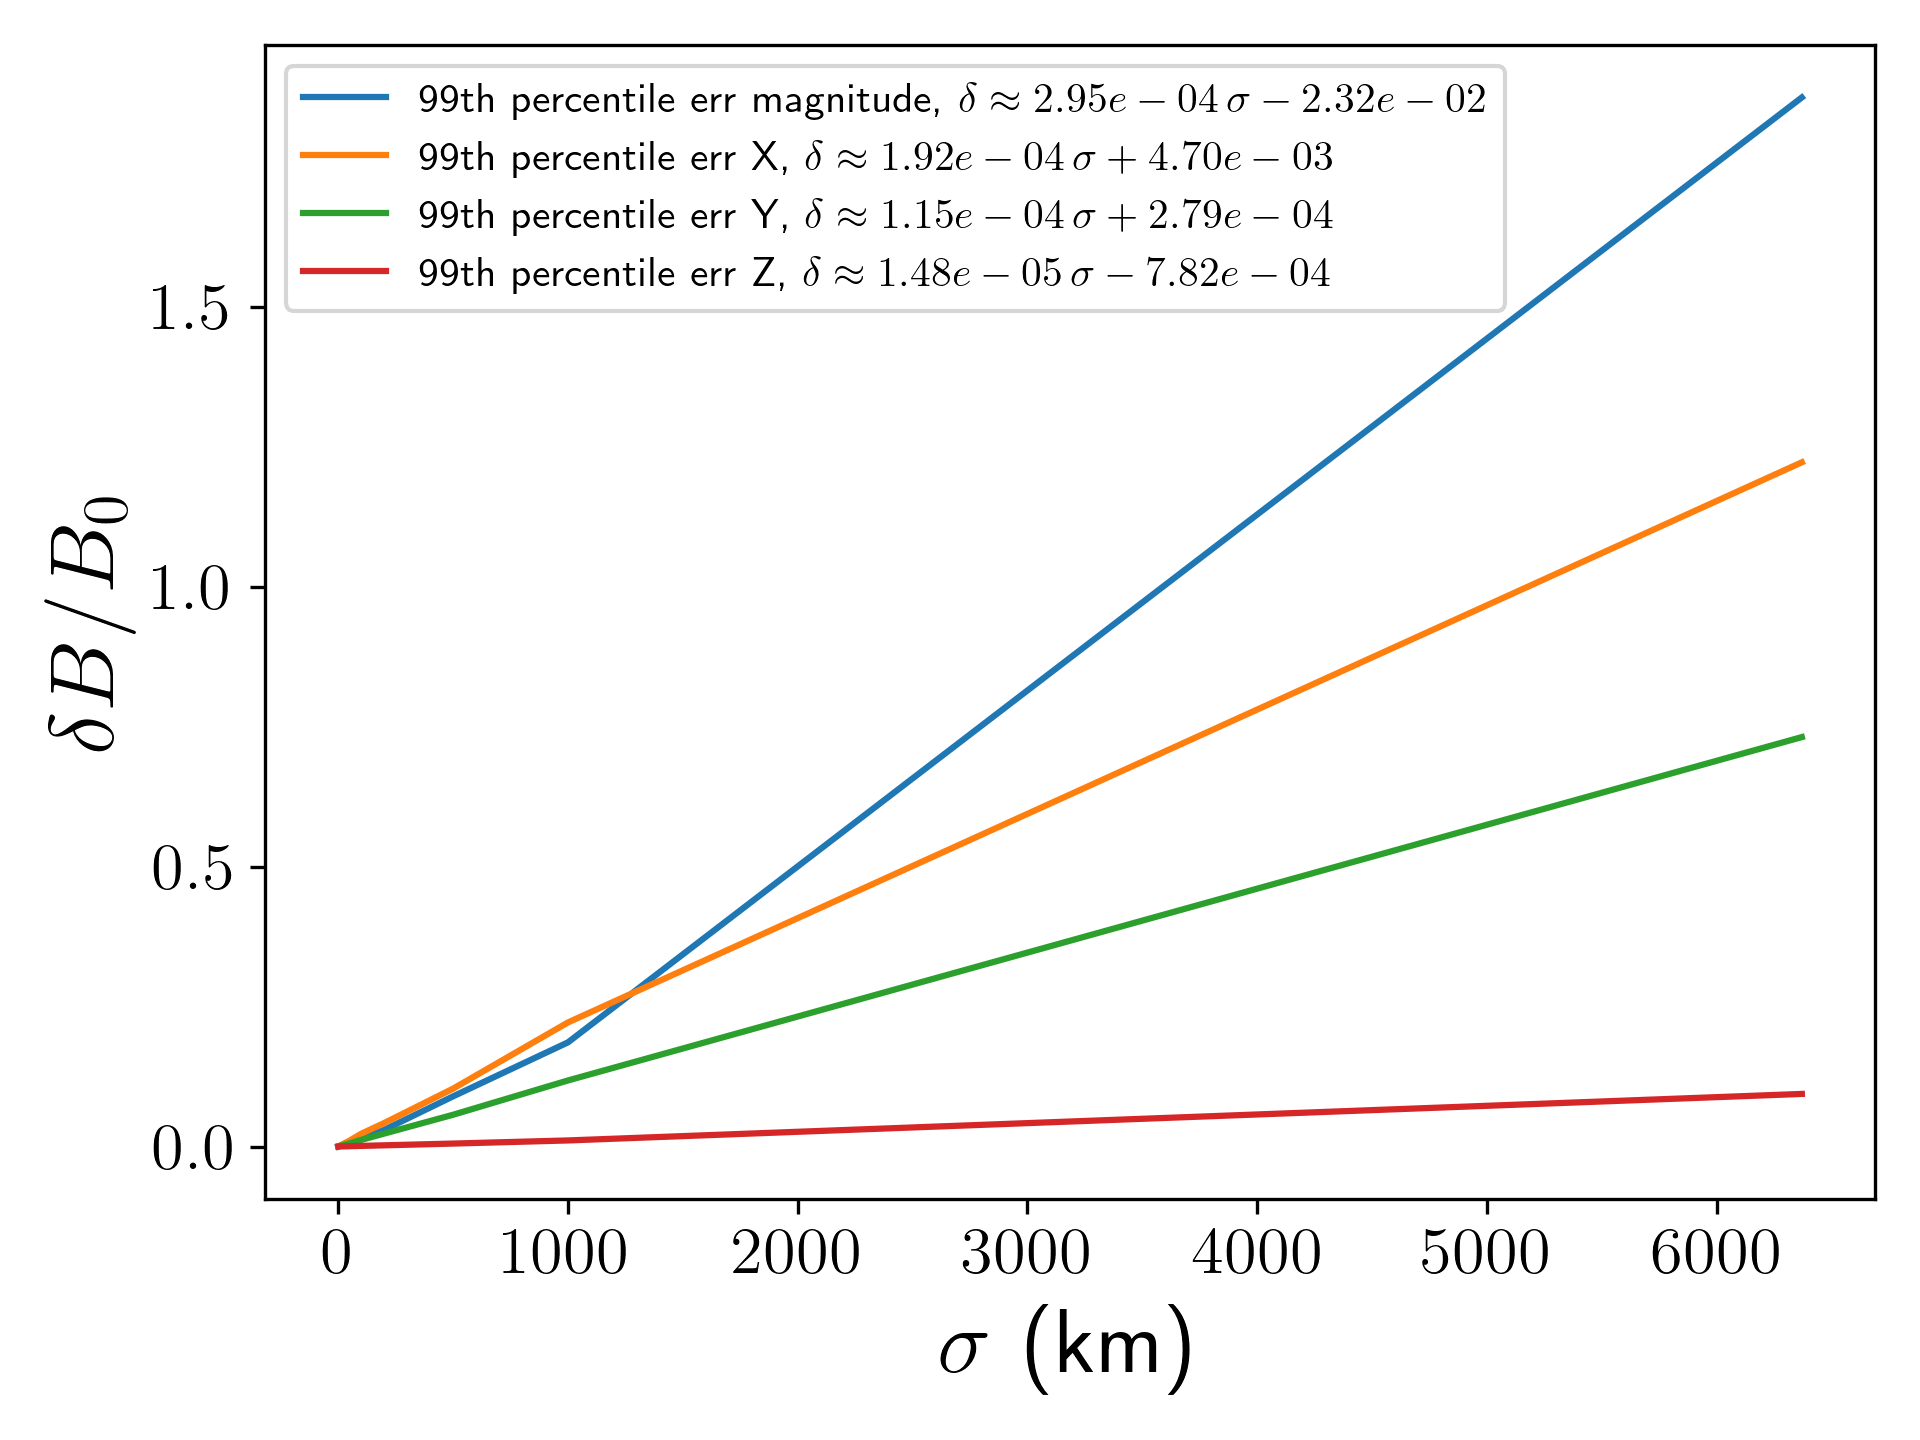 99th percentile err magnitude, δ ≈ 2.95e − 04 σ − 2.32e − 02
99th percentile err X, δ ≈ 1.92e − 04 σ + 4.70e − 03
99th percentile err Y, δ ≈ 1.15e − 04 σ + 2.79e − 04
99th percentile err Z, δ ≈ 1.48e − 05 σ − 7.82e − 04
1.5
1.0
0.5
0.0
δB/B₀
0 1000 2000 3000 4000 5000 6000
σ (km)